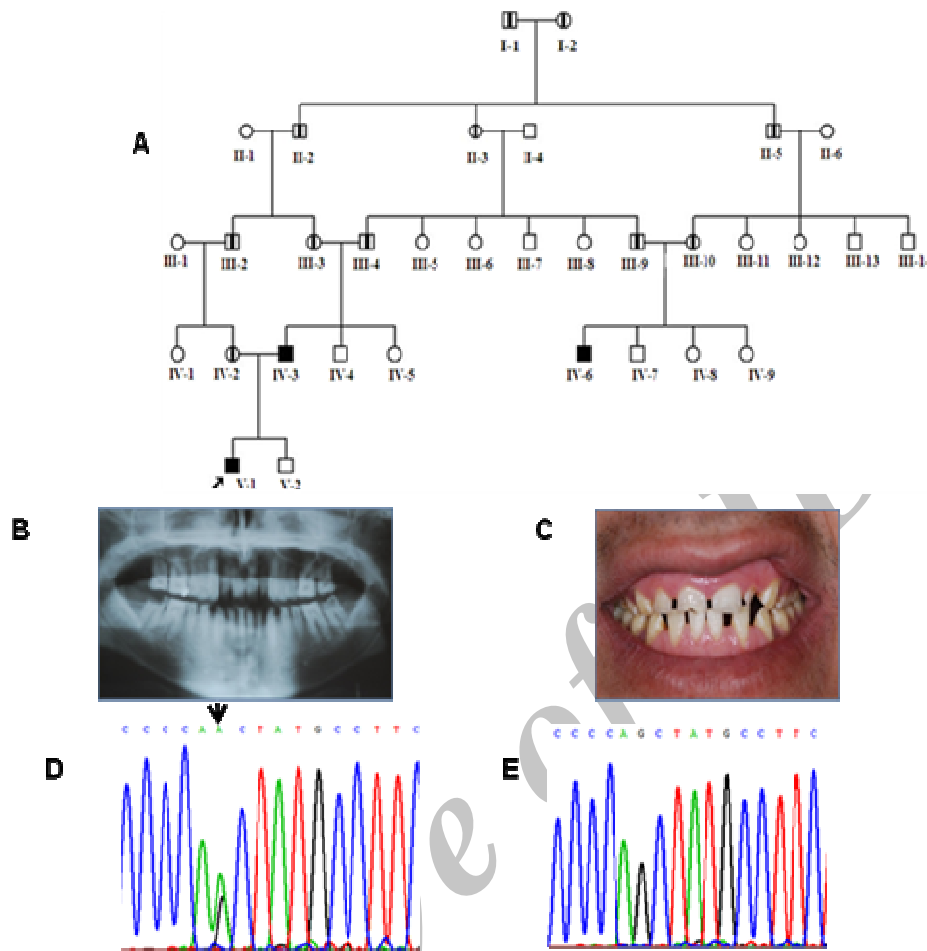 I-1 I-2
A
II-1 II-2 II-3 II-4 II-5 II-6
III-1 III-2 III-3 III-4 III-5 III-6 III-7 III-8 III-9 III-10 III-11 III-12 III-13 III-1
IV-1 IV-2 IV-3 IV-4 IV-5 IV-6 IV-7 IV-8 IV-9
V-1 V-2
B C
C C C C A A C T A T G C C T T C
C C C C A G C T A T G C C T T C
D E
e of